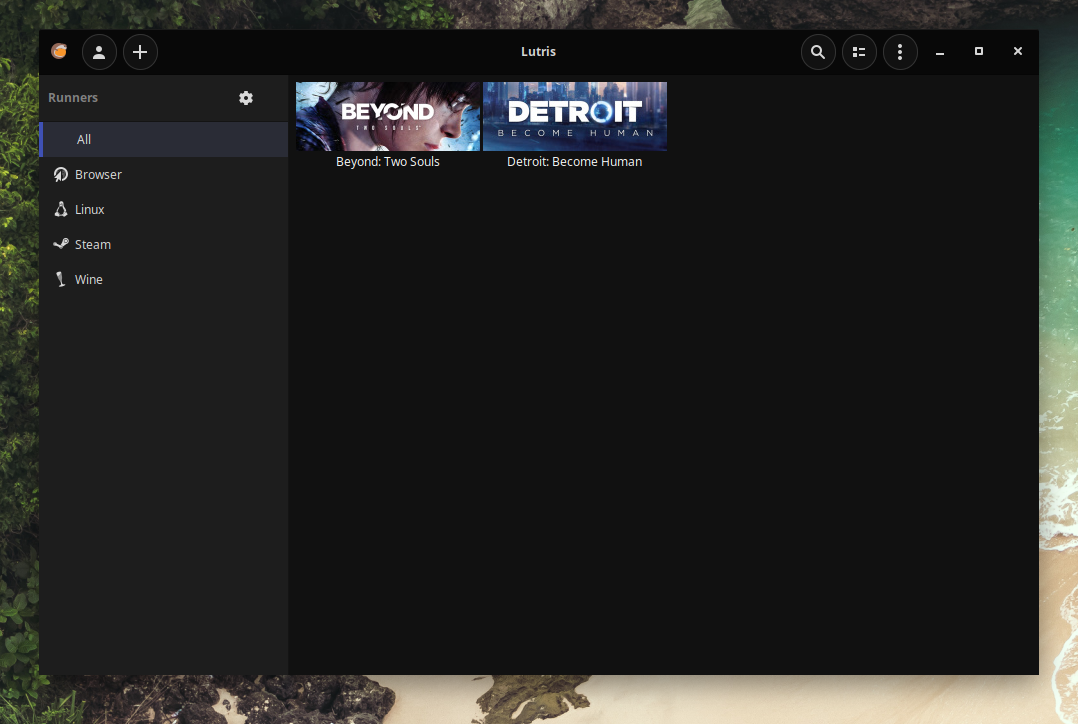 Lutris
Runners
All
Browser
Linux
Steam
Wine
BEYOND
TWO SOULS
DETROIT
BECOME HUMAN
Beyond: Two Souls
Detroit: Become Human